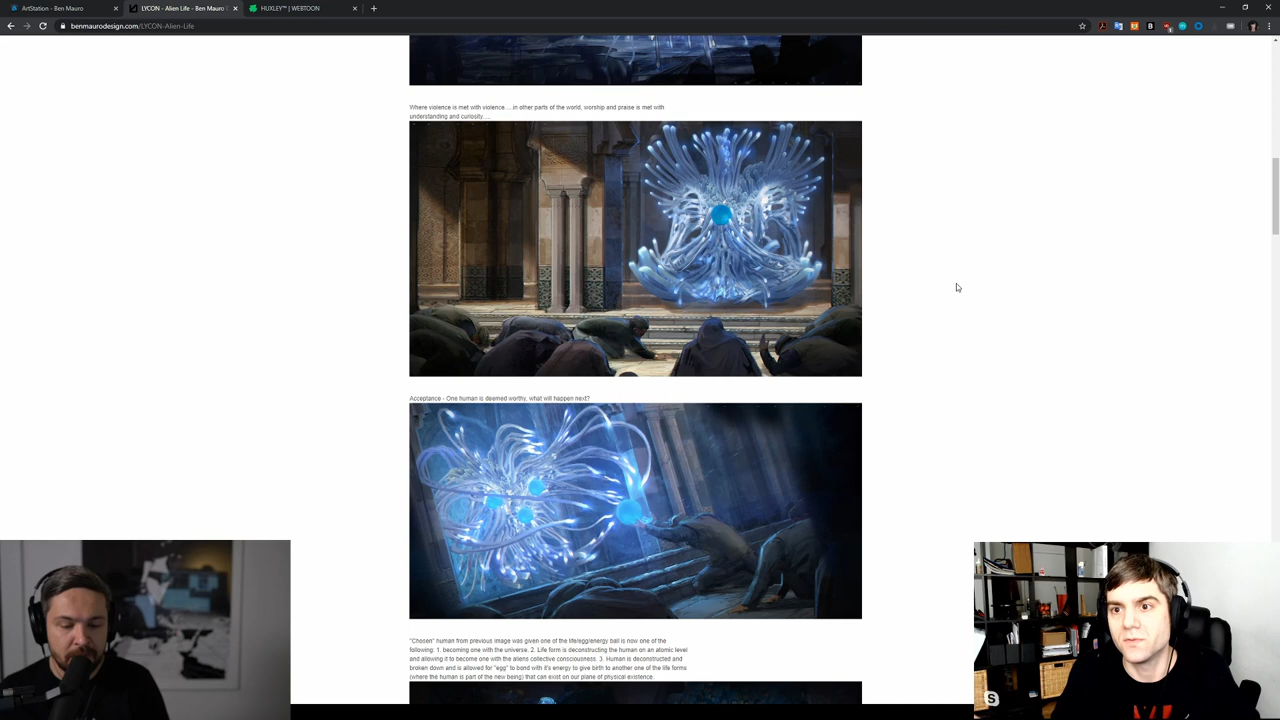 ArtStation - Ben Mauro
LYCON - Alien Life - Ben Mauro
HUXLEY™ | WEBTOON
benmaurodesign.com/LYCON-Alien-Life
Where violence is met with violence....in other parts of the world, worship and praise is met with
understanding and curiosity.....
Acceptance - One human is deemed worthy, what will happen next?
"Chosen" human from previous image was given one of the life/egg/energy ball is now one of the
following: 1. becoming one with the universe. 2. Life form is deconstructing the human on an atomic level
and allowing it to become one with the aliens collective consciousness. 3. Human is deconstructed and
broken down and is allowed for "egg" to bond with it's energy to give birth to another one of the life forms
(where the human is part of the new being) that can exist on our plane of physical existence.